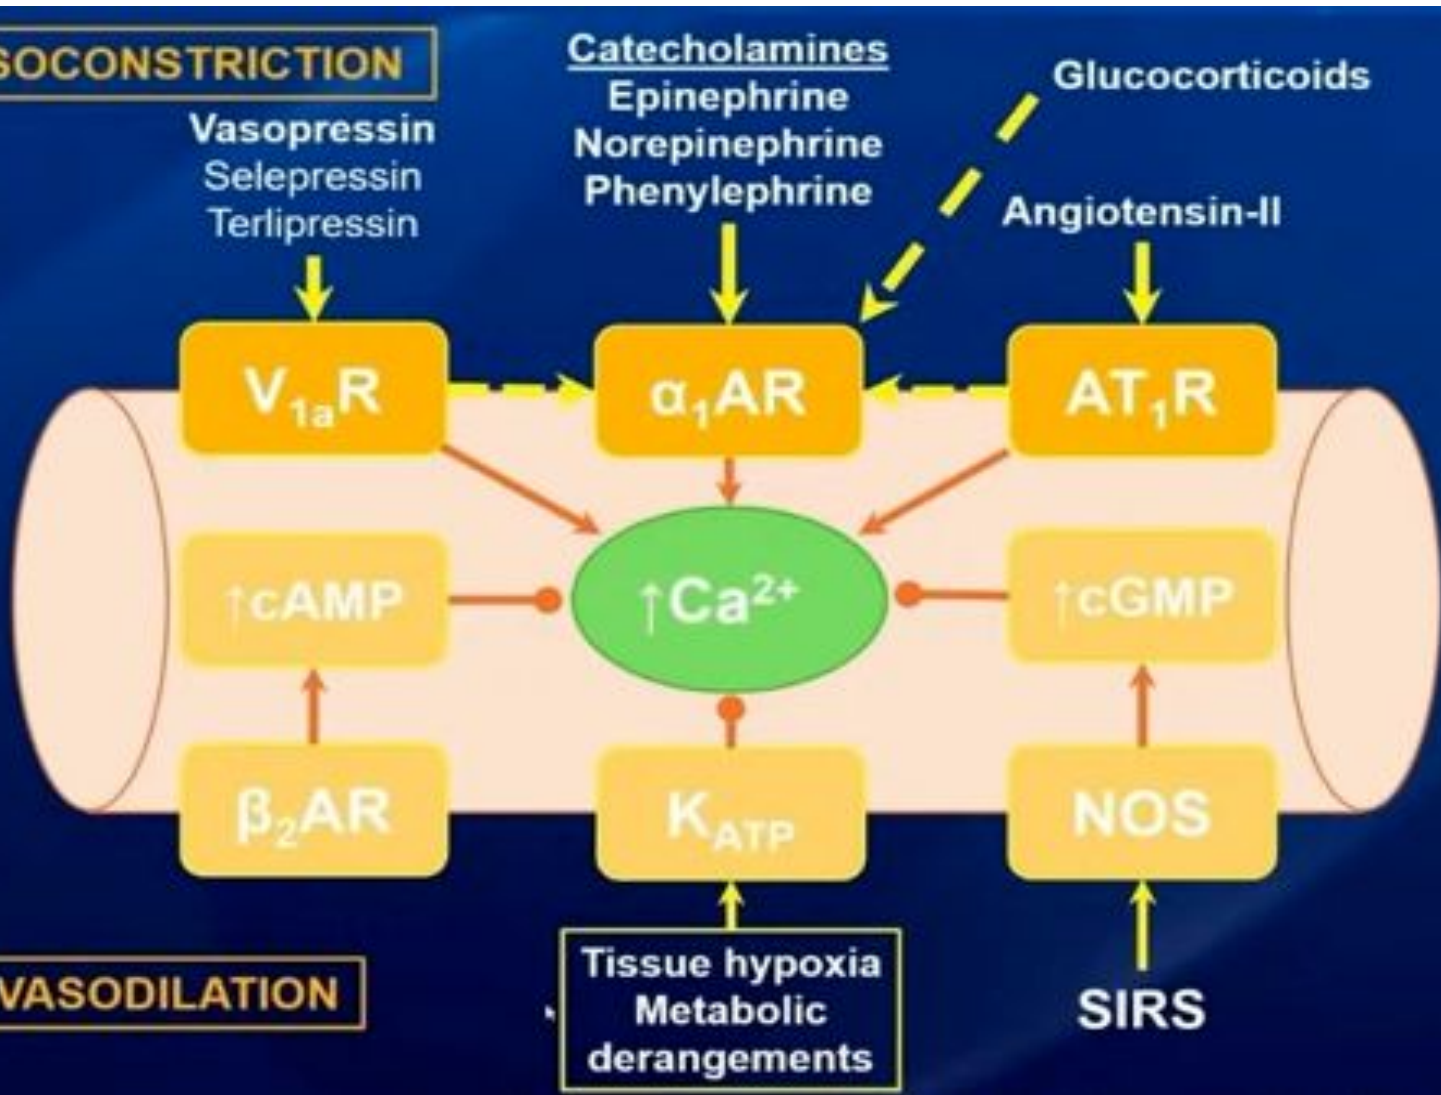 SOCONSTRICTION
Catecholamines
Epinephrine
Norepinephrine
Phenylephrine
Glucocorticoids
Vasopressin
Selepressin
Terlipressin
Angiotensin-II
V1aR
α1AR
AT1R
↑cAMP
↑Ca²⁺
↑cGMP
β2AR
KATP
NOS
VASODILATION
Tissue hypoxia
Metabolic
derangements
SIRS